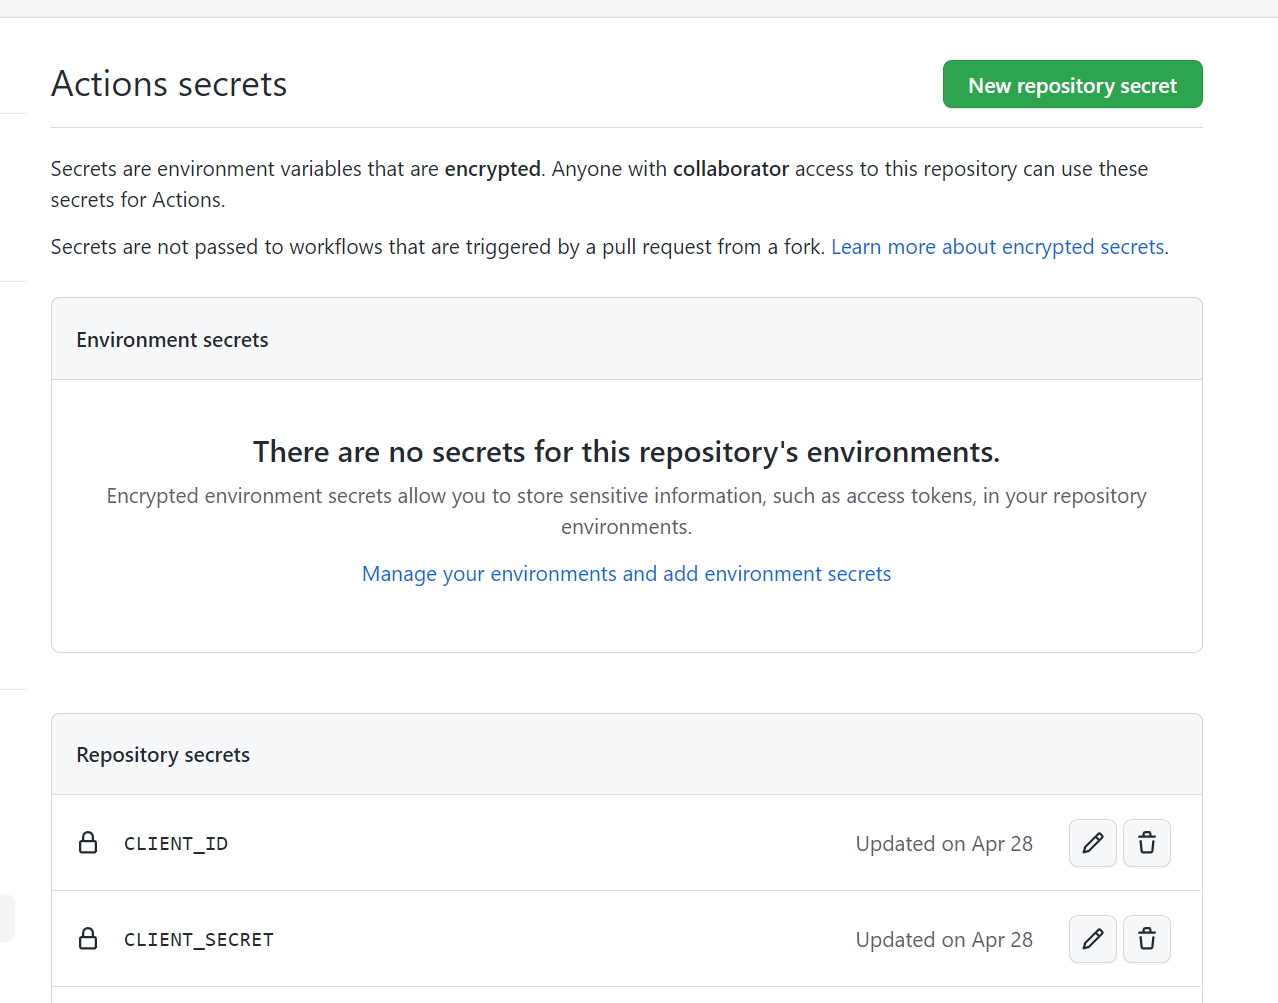 Actions secrets
New repository secret
Secrets are environment variables that are encrypted. Anyone with collaborator access to this repository can use these
secrets for Actions.
Secrets are not passed to workflows that are triggered by a pull request from a fork. Learn more about encrypted secrets.
Environment secrets
There are no secrets for this repository's environments.
Encrypted environment secrets allow you to store sensitive information, such as access tokens, in your repository
environments.
Manage your environments and add environment secrets
Repository secrets
CLIENT_ID Updated on Apr 28
CLIENT_SECRET Updated on Apr 28